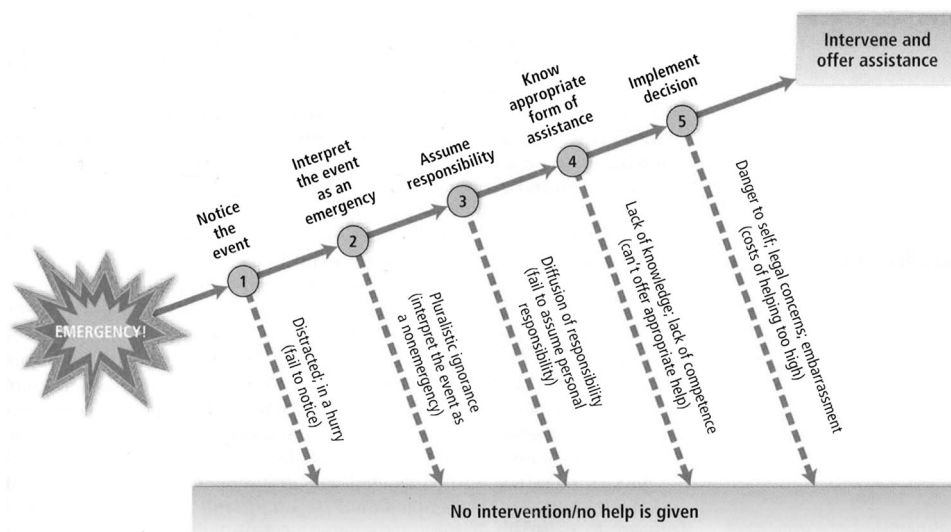 EMERGENCY!
Notice
the
event
1
Distracted; in a hurry
(fail to notice)
Interpret
the event
as an
emergency
2
Pluralistic ignorance
(interpret the event as
a nonemergency)
Assume
responsibility
3
Diffusion of responsibility
(fail to assume personal
responsibility)
Know
appropriate
form of
assistance
4
Lack of knowledge; lack of competence
(can't offer appropriate help)
Implement
decision
5
Danger to self; legal concerns; embarrassment
(costs of helping too high)
Intervene and
offer assistance
No intervention/no help is given